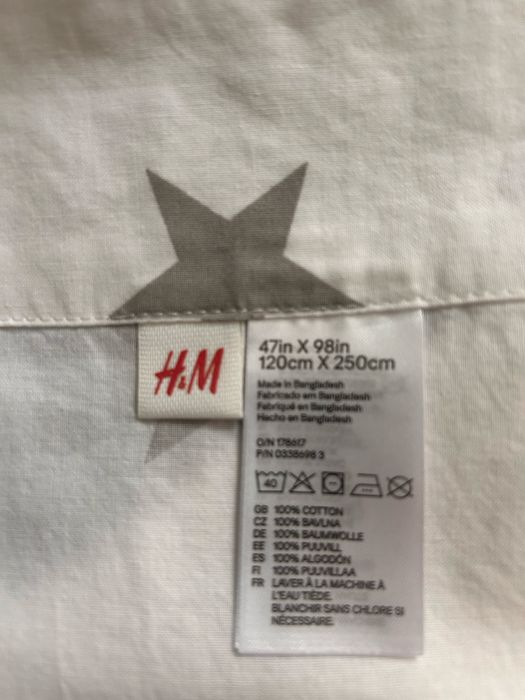 H&M
47in X 98in
120cm X 250cm
Made in Bangladesh
Fabricado em Bangladesh
Fabriqué en Bangladesh
Hecho en Bangladesh
O/N 178617
P/N 0338698 3
40
GB 100% COTTON
CZ 100% BAVLNA
DE 100% BAUMWOLLE
EE 100% PUUVILL
ES 100% ALGODÓN
FI 100% PUUVILLAA
FR LAVER À LA MACHINE À
L'EAU TIÈDE.
BLANCHIR SANS CHLORE SI
NÉCESSAIRE.